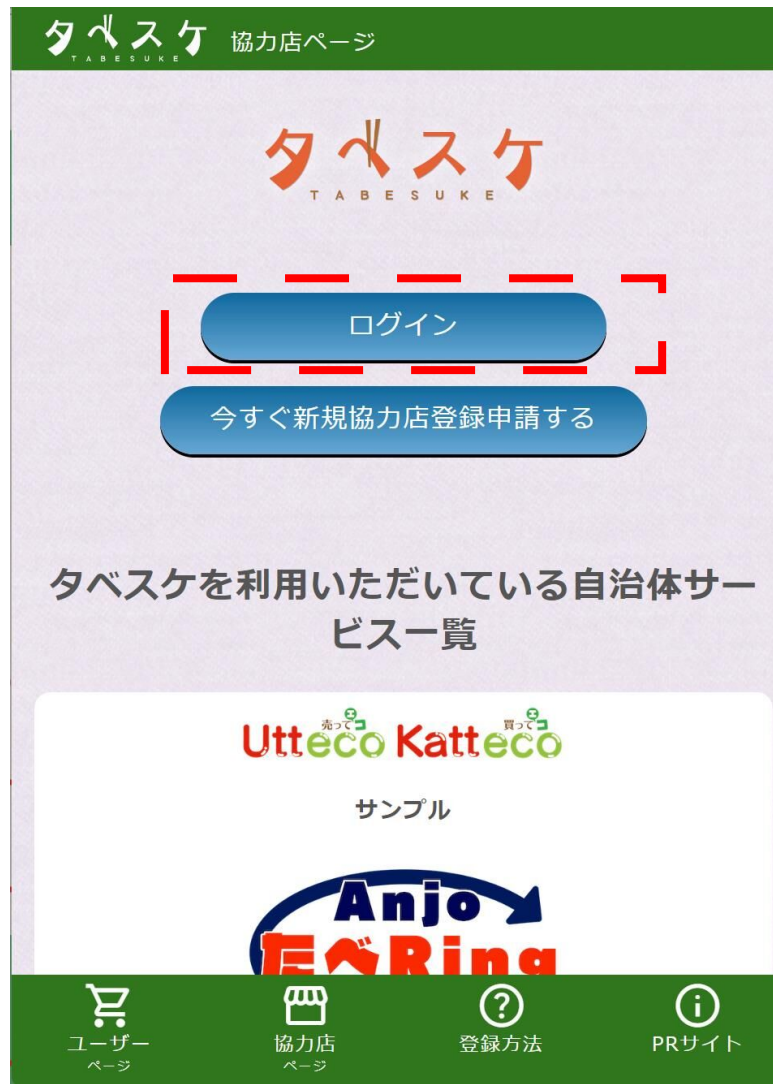 タベスケ 協力店ページ
TABESUKE
タベスケ
TABESUKE
ログイン
今すぐ新規協力店登録申請する
タベスケを利用いただいている自治体サー
ビス一覧
売って エコ 買って エコ
Utteco Katteco
サンプル
Anjo
たべRing
ユーザー
ページ
協力店
ページ
登録方法
PRサイト